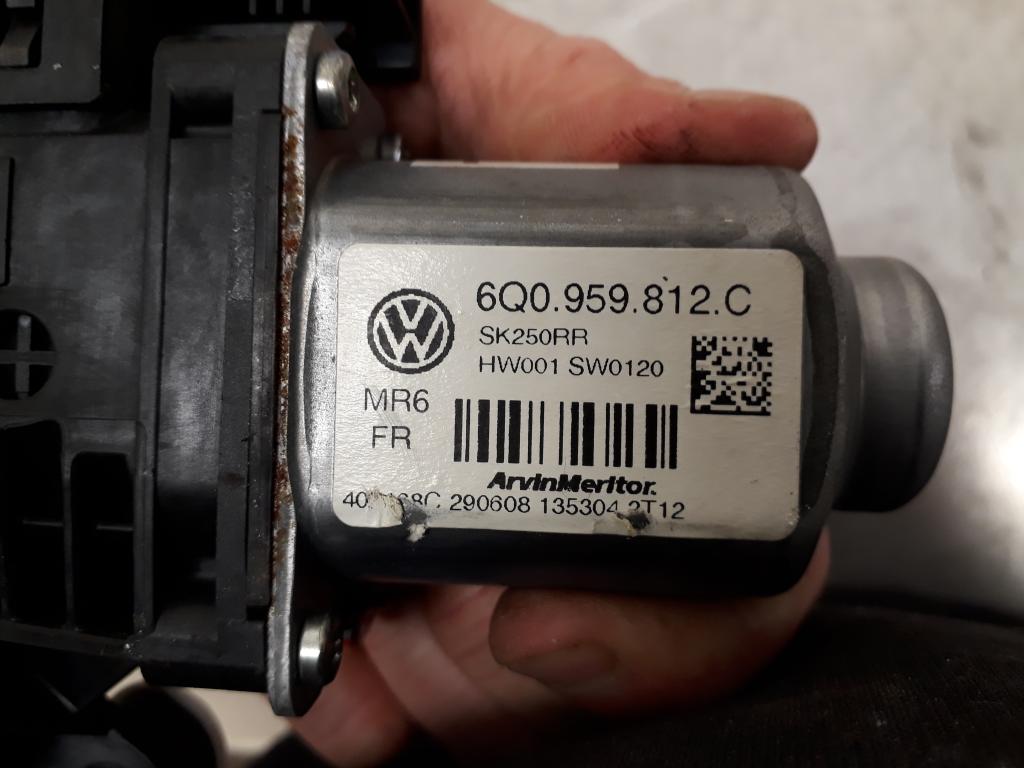 6Q0.959.812.C
SK250RR
HW001 SW0120
MR6
FR
ArvinMeritor.
290608 135304